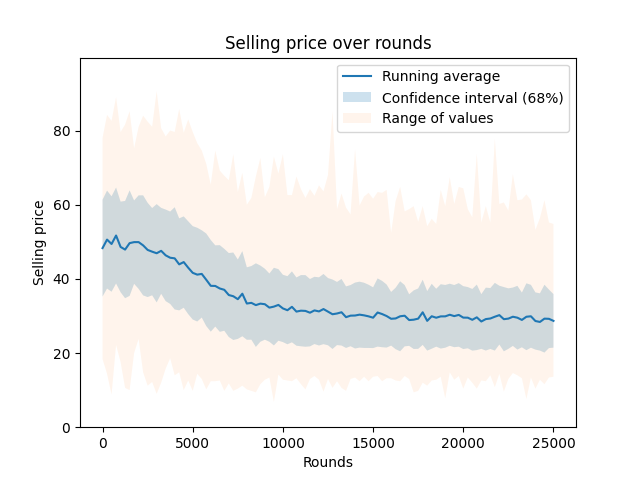 Selling price over rounds
Running average
Confidence interval (68%)
Range of values
Selling price
80
60
40
20
0
0 5000 10000 15000 20000 25000
Rounds